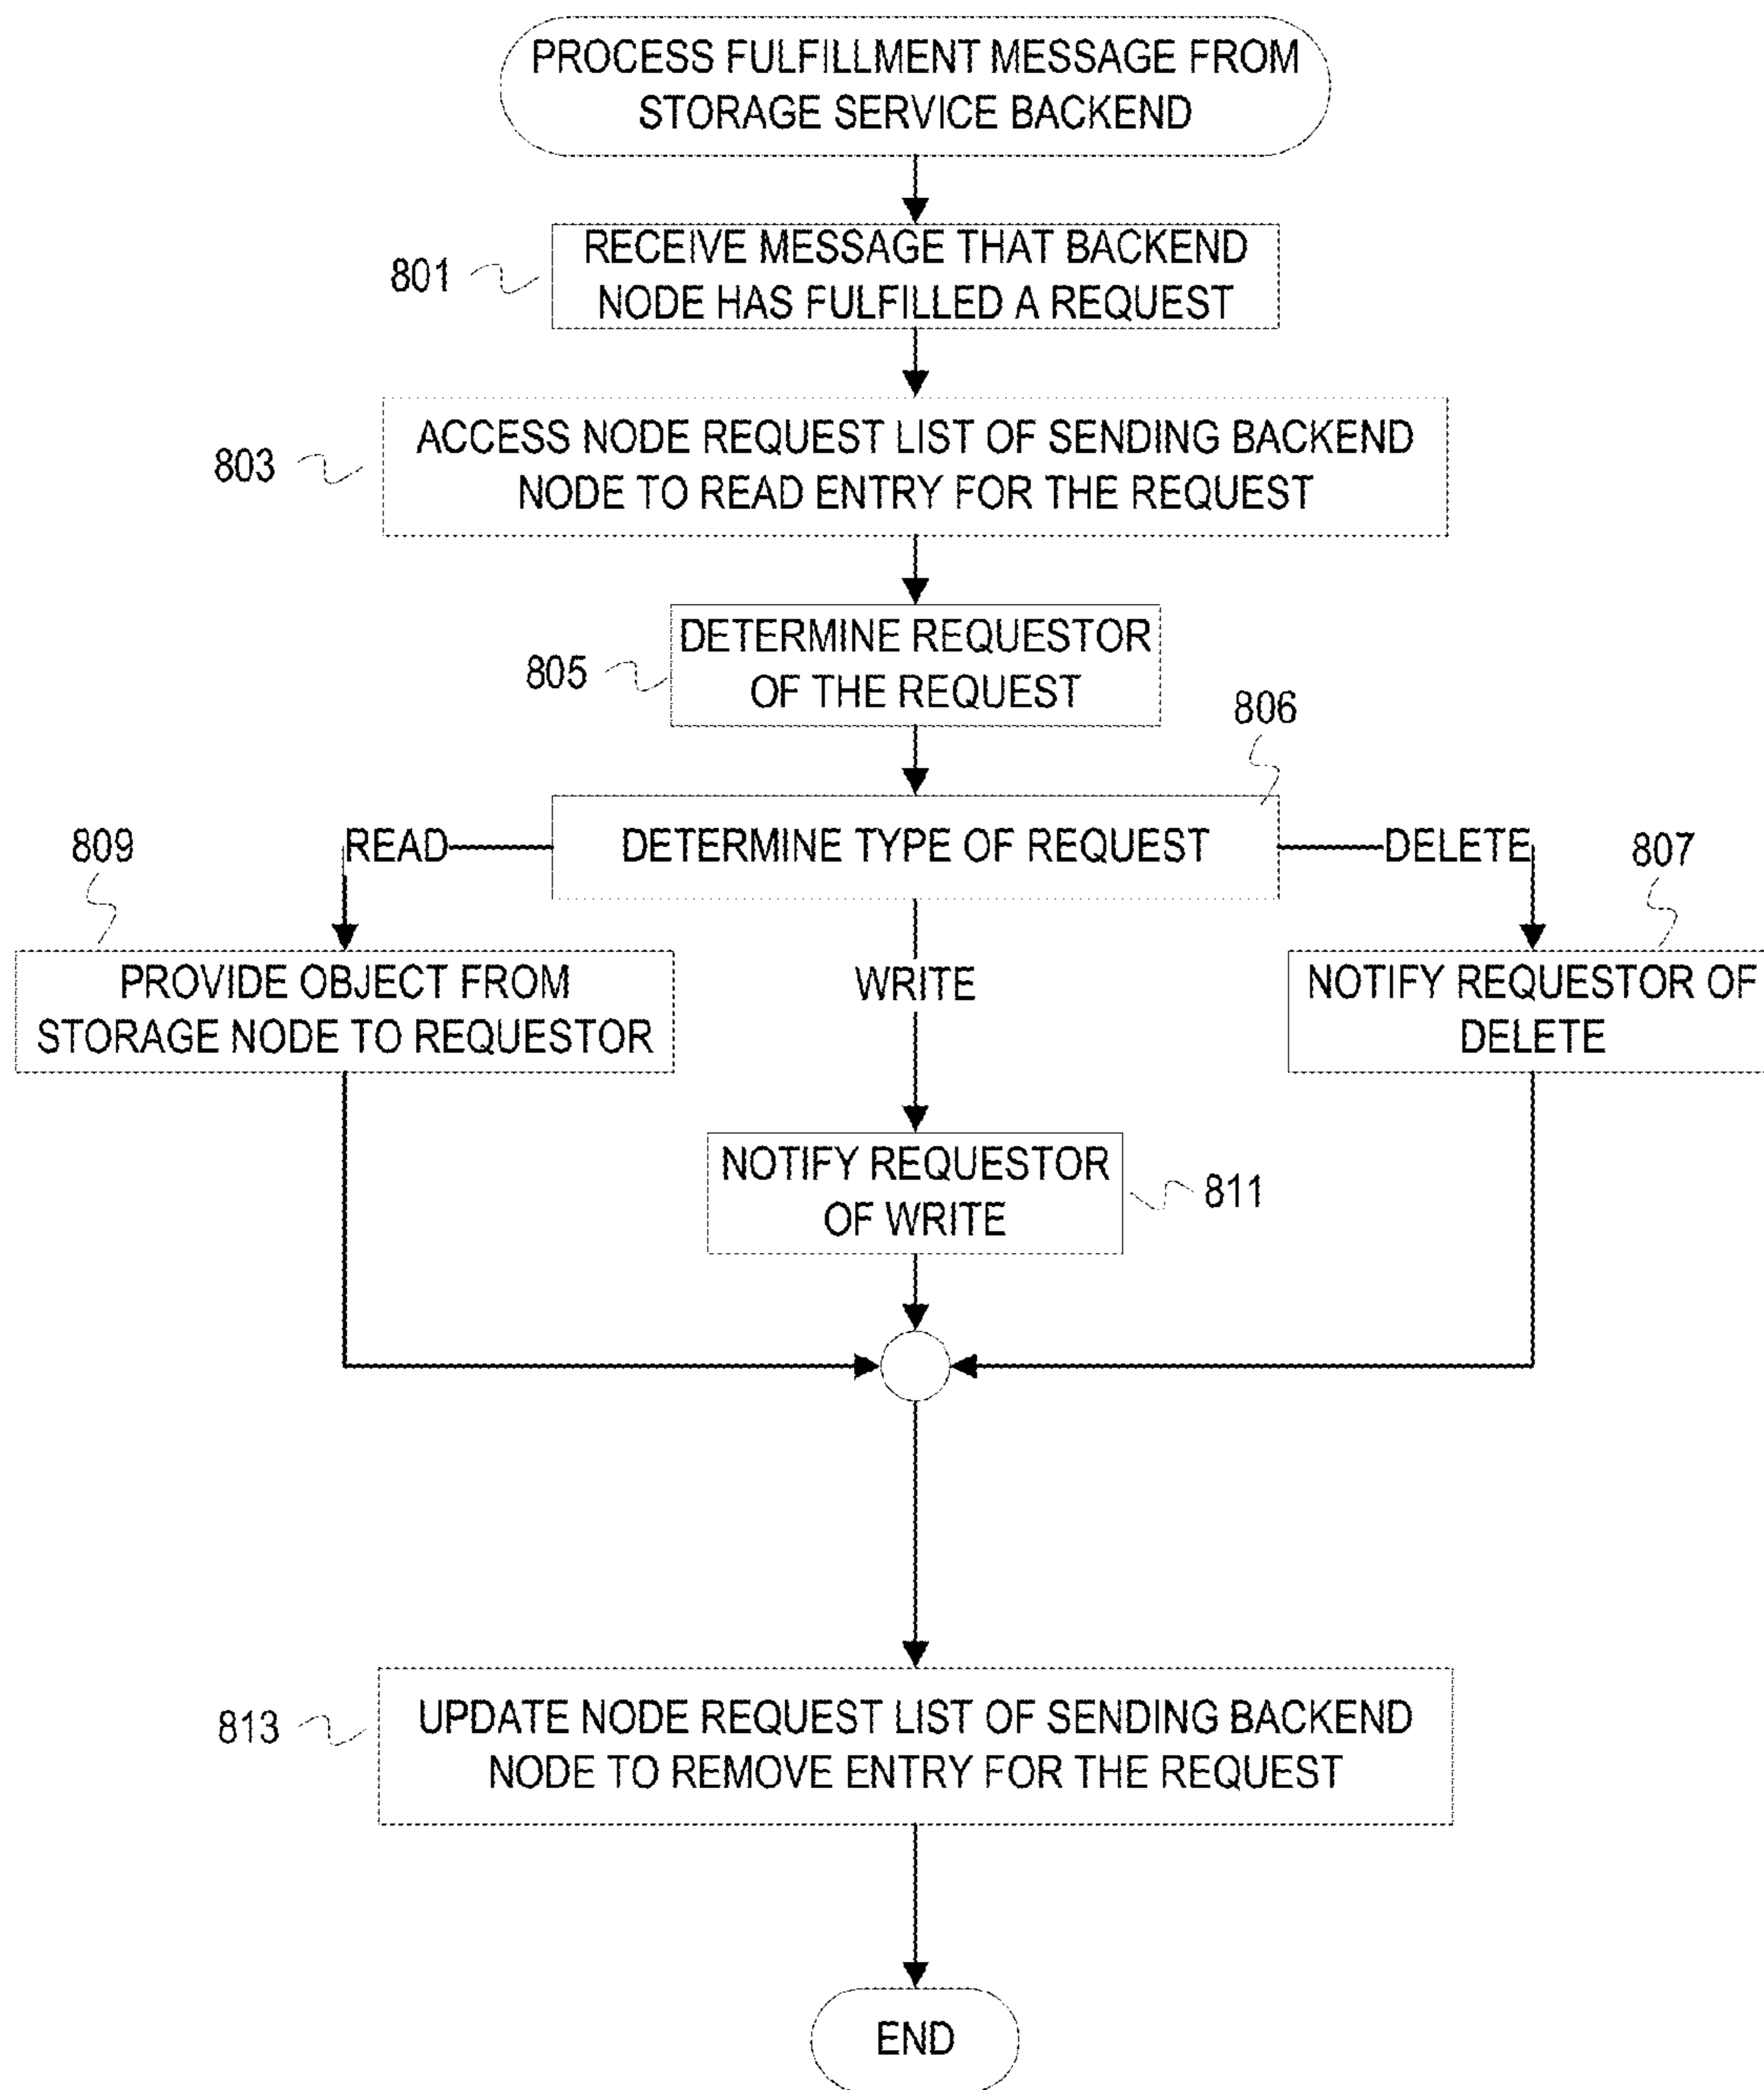 PROCESS FULFILLMENT MESSAGE FROM
STORAGE SERVICE BACKEND
801
RECEIVE MESSAGE THAT BACKEND
NODE HAS FULFILLED A REQUEST
803
ACCESS NODE REQUEST LIST OF SENDING BACKEND
NODE TO READ ENTRY FOR THE REQUEST
805
DETERMINE REQUESTOR
OF THE REQUEST
806
DETERMINE TYPE OF REQUEST
READ
DELETE
809
807
PROVIDE OBJECT FROM
STORAGE NODE TO REQUESTOR
WRITE
NOTIFY REQUESTOR OF
DELETE
NOTIFY REQUESTOR
OF WRITE
811
813
UPDATE NODE REQUEST LIST OF SENDING BACKEND
NODE TO REMOVE ENTRY FOR THE REQUEST
END